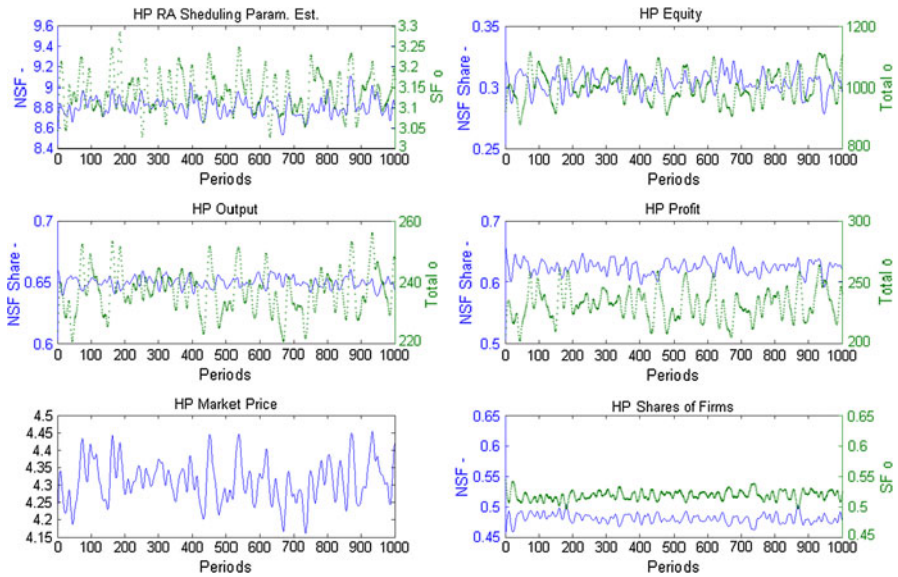 HP RA Sheduling Param. Est.
9.6
9.4
9.2
9
8.8
8.6
8.4
NSF -
3.3
3.25
3.2
3.15
3.1
3.05
3
SF o
0 100 200 300 400 500 600 700 800 900 1000
Periods
HP Equity
0.35
0.3
0.25
NSF Share -
1200
1000
800
Total o
0 100 200 300 400 500 600 700 800 900 1000
Periods
HP Output
0.7
0.65
0.6
NSF Share -
260
240
220
Total o
0 100 200 300 400 500 600 700 800 900 1000
Periods
HP Profit
0.7
0.6
0.5
NSF Share -
300
250
200
Total o
0 100 200 300 400 500 600 700 800 900 1000
Periods
HP Market Price
4.5
4.45
4.4
4.35
4.3
4.25
4.2
4.15
0 100 200 300 400 500 600 700 800 900 1000
Periods
HP Shares of Firms
0.65
0.6
0.55
0.5
0.45
NSF -
0.65
0.6
0.55
0.5
0.45
SF o
0 100 200 300 400 500 600 700 800 900 1000
Periods